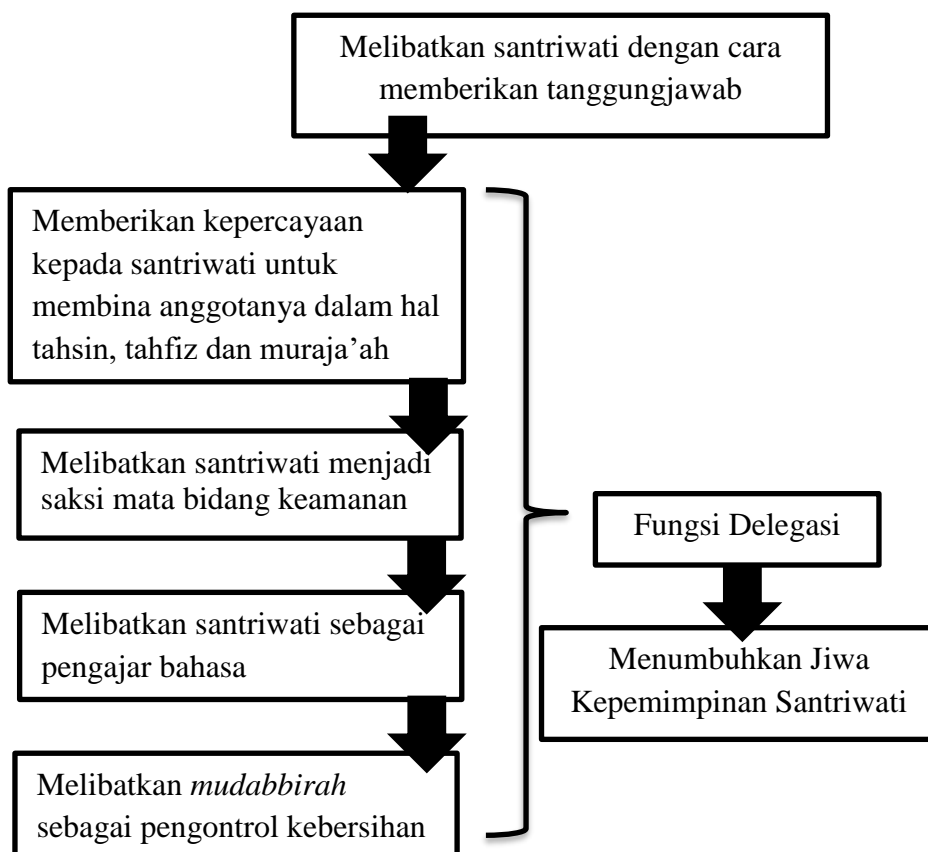 Melibatkan santriwati dengan cara
memberikan tanggungjawab
Memberikan kepercayaan
kepada santriwati untuk
membina anggotanya dalam hal
tahsin, tahfiz dan muraja’ah
Melibatkan santriwati menjadi
saksi mata bidang keamanan
Melibatkan santriwati sebagai
pengajar bahasa
Melibatkan mudabbirah
sebagai pengontrol kebersihan
Fungsi Delegasi
Menumbuhkan Jiwa
Kepemimpinan Santriwati